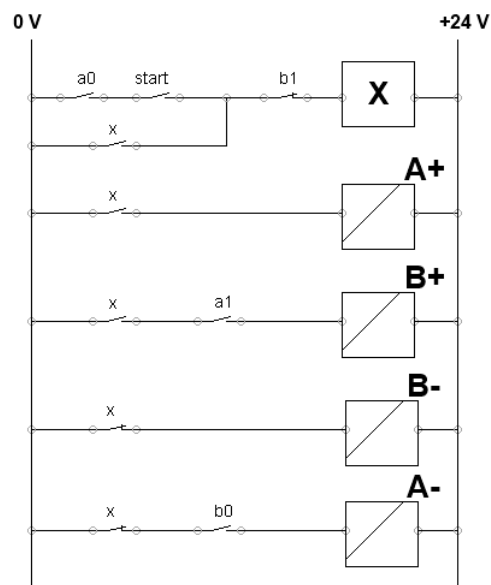 0 V +24 V
a0 start b1
X
x
A+
x
B+
x a1
B-
x
A-
x b0